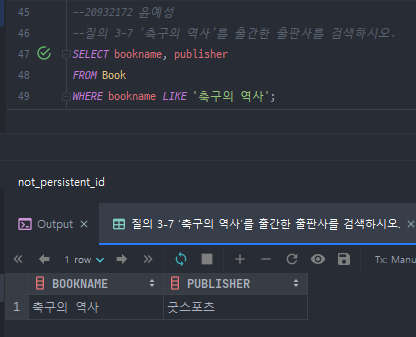 45 --20932172 윤예성
46 --질의 3-7 '축구의 역사'를 출간한 출판사를 검색하시오.
47 SELECT bookname, publisher
48 FROM Book
49 WHERE bookname LIKE '축구의 역사';
not_persistent_id
Output × 질의 3-7 '축구의 역사'를 출간한 출판사를 검색하시오. ×
1 row Tx: Manu
BOOKNAME PUBLISHER
1 축구의 역사 굿스포츠